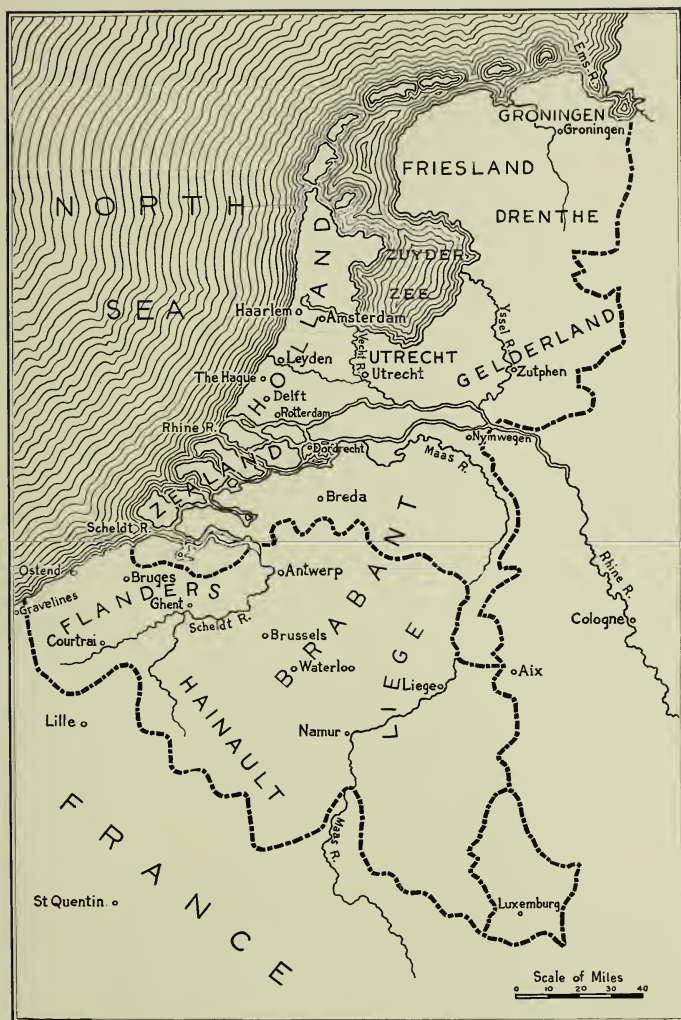 Ems R.
GRONINGEN
Groningen
FRIESLAND
DRENTHE
NORTH
SEA
ZUYDER
ZEE
HOLLAND
Haarlem
Amsterdam
Yssel R.
GELDERLAND
Leyden
Vecht R.
UTRECHT
Utrecht
The Hague
Zutphen
Delft
Rotterdam
Rhine R.
Nymwegen
Dordrecht
Maas R.
ZEALAND
Breda
Scheldt R.
Ostend
Bruges
Antwerp
Rhine R.
Gravelines
FLANDERS
Ghent
BRABANT
Scheldt R.
Cologne
Courtrai
Brussels
Waterloo
Aix
LIEGE
Liege
HAINAULT
Lille
Namur
FRANCE
Maas R.
St Quentin
Luxemburg
Scale of Miles
0 10 20 30 40